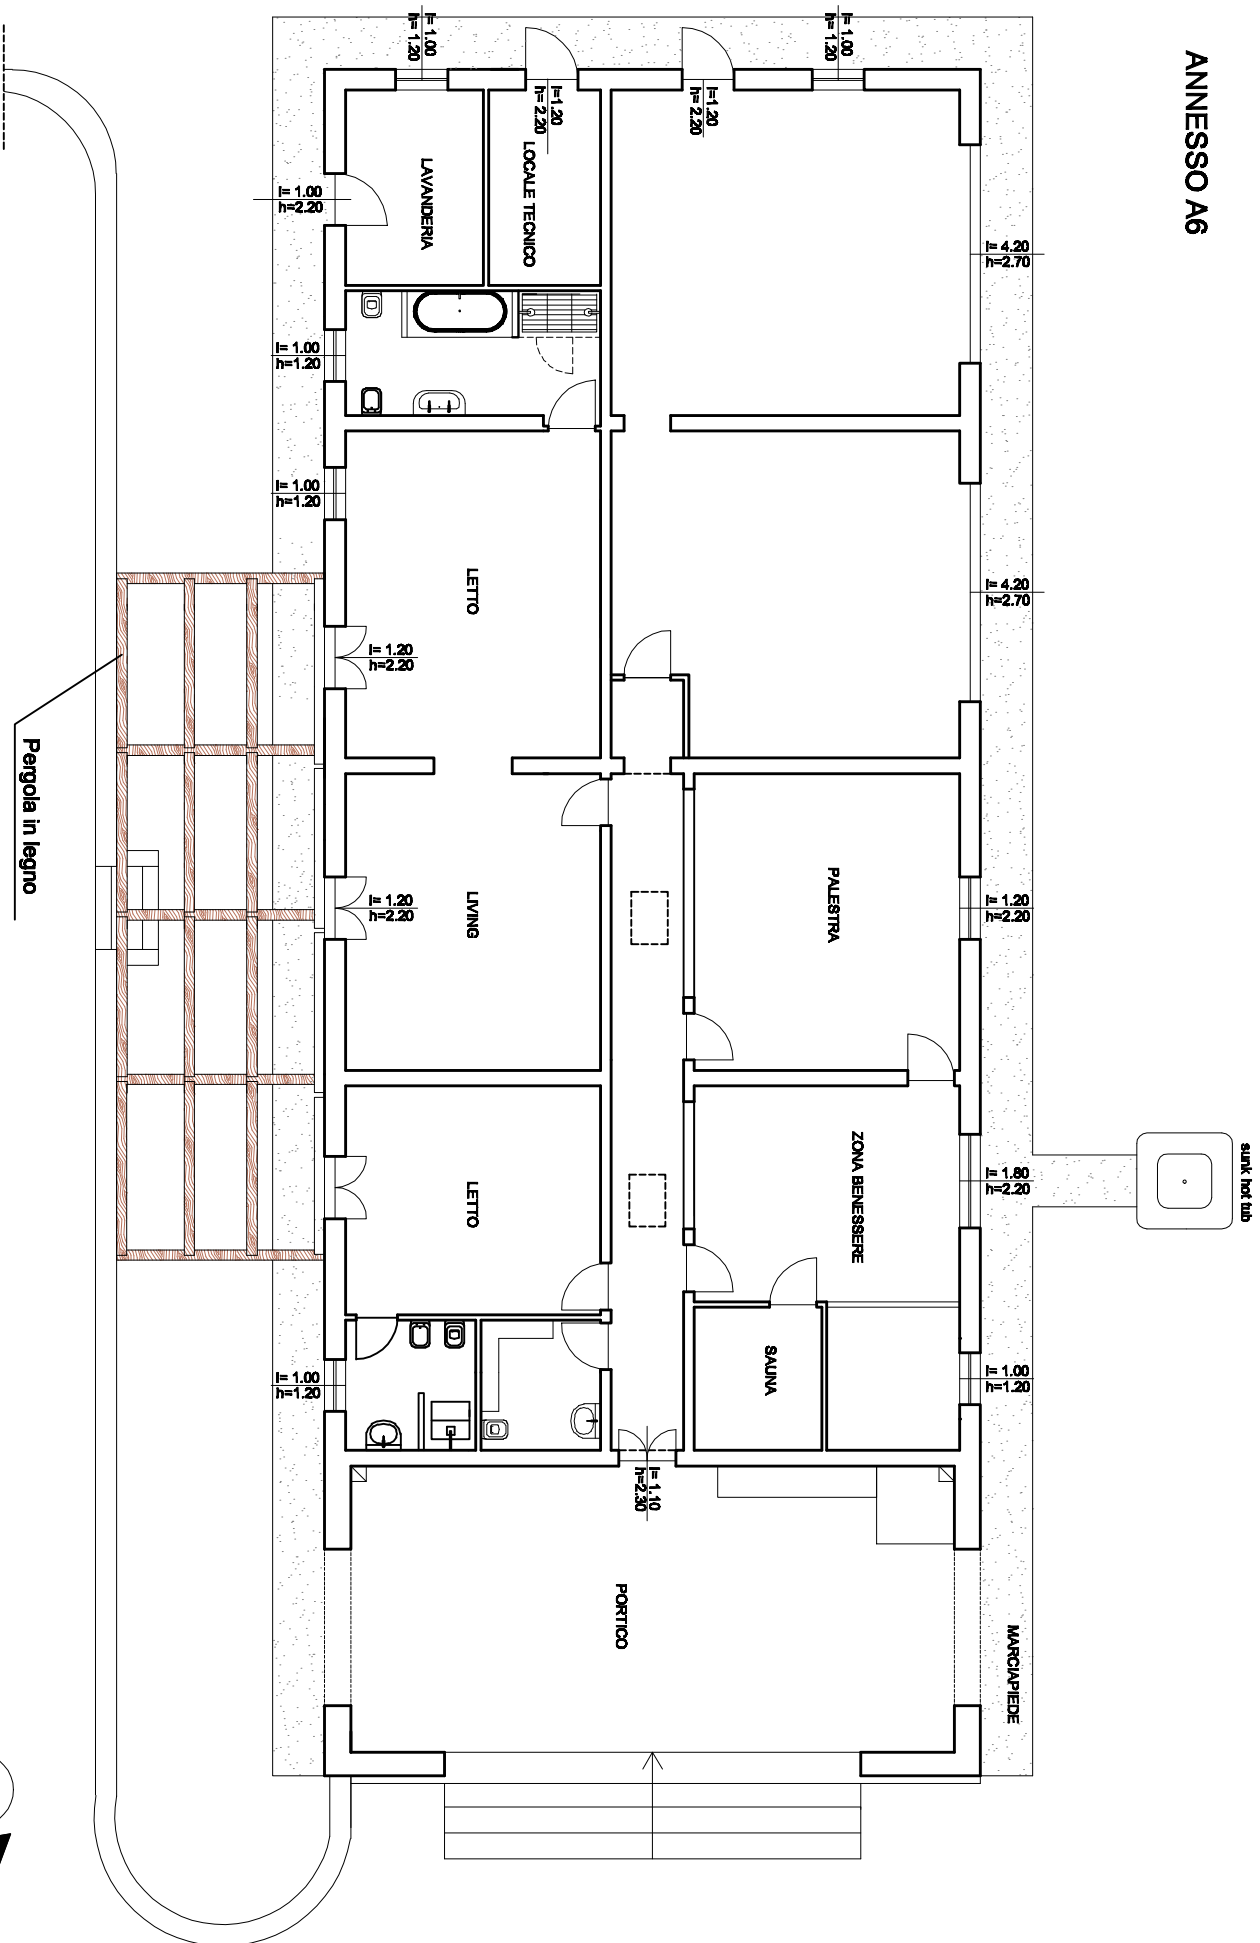 ANNESSO A6
sunk hot tub
MARCIAPIEDE
l= 4.20
h=2.70
l= 4.20
h=2.70
l= 1.20
h=2.20
l= 1.80
h=2.20
l= 1.00
h=1.20
l= 1.00
h= 1.20
l=1.20
h= 2.20
l=1.20
h= 2.20
l= 1.00
h= 1.20
PALESTRA
ZONA BENESSERE
SAUNA
l= 1.10
h=2.30
PORTICO
LOCALE TECNICO
LAVANDERIA
LETTO
LIVING
LETTO
l= 1.20
h=2.20
l= 1.20
h=2.20
l= 1.00
h=2.20
l= 1.00
h=1.20
l= 1.00
h=1.20
l= 1.00
h=1.20
Pergola in legno